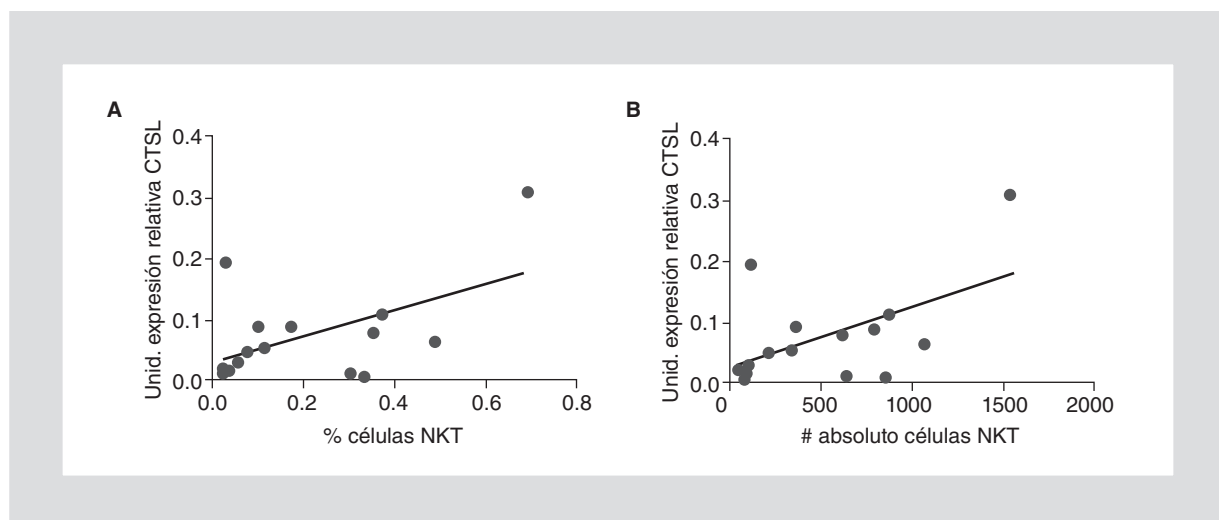 A
Unid. expresión relativa CTSL
0.4
0.3
0.2
0.1
0.0
0.0 0.2 0.4 0.6 0.8
% células NKT
B
Unid. expresión relativa CTSL
0.4
0.3
0.2
0.1
0.0
0 500 1000 1500 2000
# absoluto células NKT